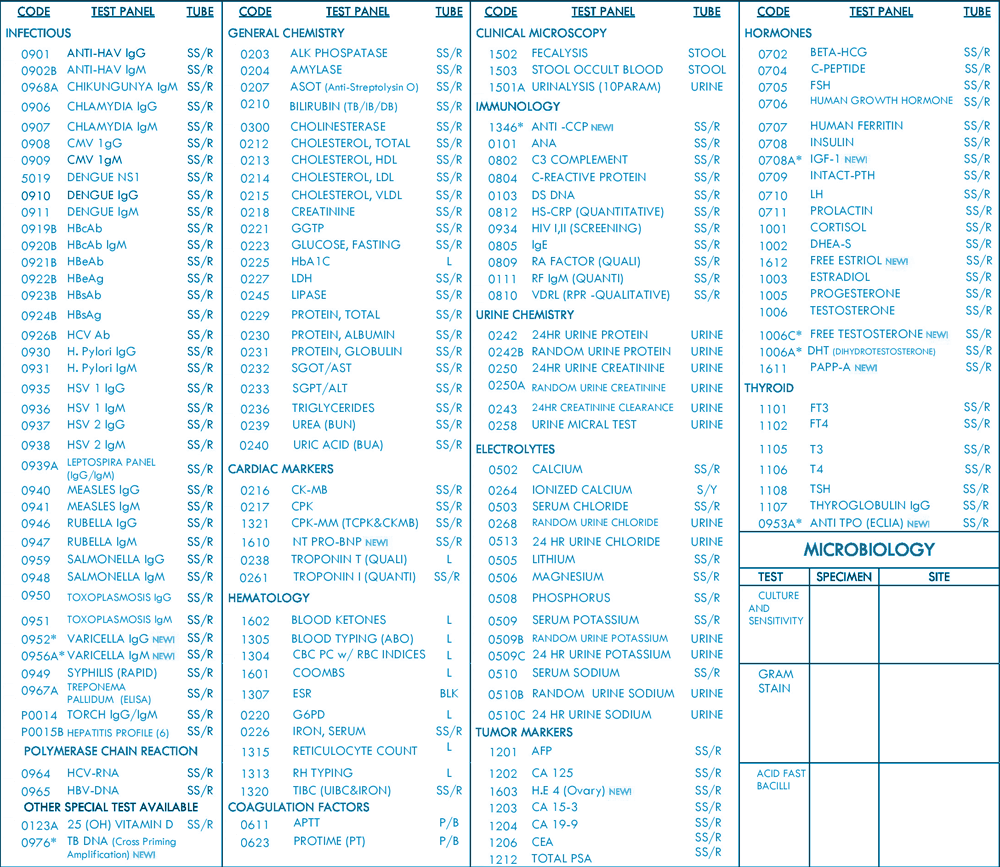 CODE TEST PANEL TUBE
INFECTIOUS
0901 ANTI-HAV IgG SS/R
0902B ANTI-HAV IgM SS/R
0968A CHIKUNGUNYA IgM SS/R
0906 CHLAMYDIA IgG SS/R
0907 CHLAMYDIA IgM SS/R
0908 CMV 1gG SS/R
0909 CMV 1gM SS/R
5019 DENGUE NS1 SS/R
0910 DENGUE IgG SS/R
0911 DENGUE IgM SS/R
0919B HBcAb SS/R
0920B HBcAb IgM SS/R
0921B HBeAb SS/R
0922B HBeAg SS/R
0923B HBsAb SS/R
0924B HBsAg SS/R
0926B HCV Ab SS/R
0930 H. Pylori IgG SS/R
0931 H. Pylori IgM SS/R
0935 HSV 1 IgG SS/R
0936 HSV 1 IgM SS/R
0937 HSV 2 IgG SS/R
0938 HSV 2 IgM SS/R
0939A LEPTOSPIRA PANEL SS/R
(IgG/IgM)
0940 MEASLES IgG SS/R
0941 MEASLES IgM SS/R
0946 RUBELLA IgG SS/R
0947 RUBELLA IgM SS/R
0959 SALMONELLA IgG SS/R
0948 SALMONELLA IgM SS/R
0950 TOXOPLASMOSIS IgG SS/R
0951 TOXOPLASMOSIS IgM SS/R
0952* VARICELLA IgG NEW! SS/R
0956A* VARICELLA IgM NEW! SS/R
0949 SYPHILIS (RAPID) SS/R
0967A TREPONEMA SS/R
PALLIDUM (ELISA)
P0014 TORCH IgG/IgM SS/R
P0015B HEPATITIS PROFILE (6) SS/R
POLYMERASE CHAIN REACTION
0964 HCV-RNA SS/R
0965 HBV-DNA SS/R
OTHER SPECIAL TEST AVAILABLE
0123A 25 (OH) VITAMIN D SS/R
0976* TB DNA (Cross Priming
Amplification) NEW!
CODE TEST PANEL TUBE
GENERAL CHEMISTRY
0203 ALK PHOSPATASE SS/R
0204 AMYLASE SS/R
0207 ASOT (Anti-Streptolysin O) SS/R
0210 BILIRUBIN (TB/IB/DB) SS/R
0300 CHOLINESTERASE SS/R
0212 CHOLESTEROL, TOTAL SS/R
0213 CHOLESTEROL, HDL SS/R
0214 CHOLESTEROL, LDL SS/R
0215 CHOLESTEROL, VLDL SS/R
0218 CREATININE SS/R
0221 GGTP SS/R
0223 GLUCOSE, FASTING SS/R
0225 HbA1C L
0227 LDH SS/R
0245 LIPASE SS/R
0229 PROTEIN, TOTAL SS/R
0230 PROTEIN, ALBUMIN SS/R
0231 PROTEIN, GLOBULIN SS/R
0232 SGOT/AST SS/R
0233 SGPT/ALT SS/R
0236 TRIGLYCERIDES SS/R
0239 UREA (BUN) SS/R
0240 URIC ACID (BUA) SS/R
CARDIAC MARKERS
0216 CK-MB SS/R
0217 CPK SS/R
1321 CPK-MM (TCPK&CKMB) SS/R
1610 NT PRO-BNP NEW! SS/R
0238 TROPONIN T (QUALI) L
0261 TROPONIN I (QUANTI) SS/R
HEMATOLOGY
1602 BLOOD KETONES L
1305 BLOOD TYPING (ABO) L
1304 CBC PC w/ RBC INDICES L
1601 COOMBS L
1307 ESR BLK
0220 G6PD L
0226 IRON, SERUM SS/R
1315 RETICULOCYTE COUNT L
1313 RH TYPING L
1320 TIBC (UIBC&IRON) SS/R
COAGULATION FACTORS
0611 APTT P/B
0623 PROTIME (PT) P/B
CODE TEST PANEL TUBE
CLINICAL MICROSCOPY
1502 FECALYSIS STOOL
1503 STOOL OCCULT BLOOD STOOL
1501A URINALYSIS (10PARAM) URINE
IMMUNOLOGY
1346* ANTI -CCP NEW! SS/R
0101 ANA SS/R
0802 C3 COMPLEMENT SS/R
0804 C-REACTIVE PROTEIN SS/R
0103 DS DNA SS/R
0812 HS-CRP (QUANTITATIVE) SS/R
0934 HIV I,II (SCREENING) SS/R
0805 IgE SS/R
0809 RA FACTOR (QUALI) SS/R
0111 RF IgM (QUANTI) SS/R
0810 VDRL (RPR -QUALITATIVE) SS/R
URINE CHEMISTRY
0242 24HR URINE PROTEIN URINE
0242B RANDOM URINE PROTEIN URINE
0250 24HR URINE CREATININE URINE
0250A RANDOM URINE CREATININE URINE
0243 24HR CREATININE CLEARANCE URINE
0258 URINE MICRAL TEST URINE
ELECTROLYTES
0502 CALCIUM SS/R
0264 IONIZED CALCIUM S/Y
0503 SERUM CHLORIDE SS/R
0268 RANDOM URINE CHLORIDE URINE
0513 24 HR URINE CHLORIDE URINE
0505 LITHIUM SS/R
0506 MAGNESIUM SS/R
0508 PHOSPHORUS SS/R
0509 SERUM POTASSIUM SS/R
0509B RANDOM URINE POTASSIUM URINE
0509C 24 HR URINE POTASSIUM URINE
0510 SERUM SODIUM SS/R
0510B RANDOM URINE SODIUM URINE
0510C 24 HR URINE SODIUM URINE
TUMOR MARKERS
1201 AFP SS/R
1202 CA 125 SS/R
1603 H.E 4 (Ovary) NEW! SS/R
1203 CA 15-3 SS/R
1204 CA 19-9 SS/R
1206 CEA SS/R
1212 TOTAL PSA SS/R
CODE TEST PANEL TUBE
HORMONES
0702 BETA-HCG SS/R
0704 C-PEPTIDE SS/R
0705 FSH SS/R
0706 HUMAN GROWTH HORMONE SS/R
0707 HUMAN FERRITIN SS/R
0708 INSULIN SS/R
0708A* IGF-1 NEW! SS/R
0709 INTACT-PTH SS/R
0710 LH SS/R
0711 PROLACTIN SS/R
1001 CORTISOL SS/R
1002 DHEA-S SS/R
1612 FREE ESTRIOL NEW! SS/R
1003 ESTRADIOL SS/R
1005 PROGESTERONE SS/R
1006 TESTOSTERONE SS/R
1006C* FREE TESTOSTERONE NEW! SS/R
1006A* DHT (DIHYDROTESTOSTERONE) SS/R
1611 PAPP-A NEW! SS/R
THYROID
1101 FT3 SS/R
1102 FT4 SS/R
1105 T3 SS/R
1106 T4 SS/R
1108 TSH SS/R
1107 THYROGLOBULIN IgG SS/R
0953A* ANTI TPO (ECLIA) NEW! SS/R
MICROBIOLOGY
TEST SPECIMEN SITE
CULTURE
AND
SENSITIVITY
GRAM
STAIN
ACID FAST
BACILLI